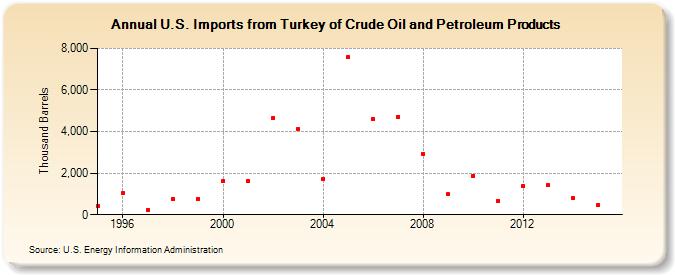 Annual U.S. Imports from Turkey of Crude Oil and Petroleum Products
Thousand Barrels
8,000
6,000
4,000
2,000
0
1996 2000 2004 2008 2012
Source: U.S. Energy Information Administration